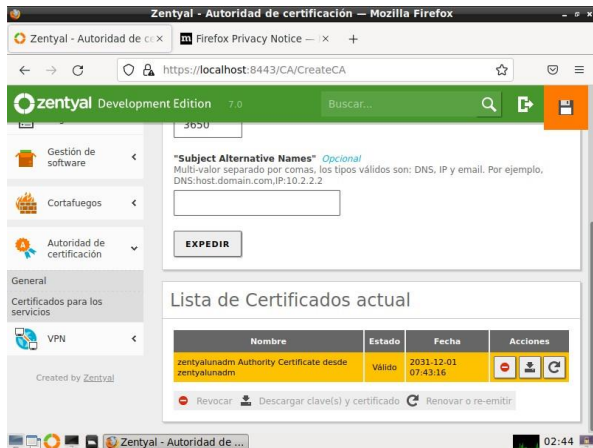 Zentyal - Autoridad de certificación — Mozilla Firefox
Zentyal - Autoridad de ce
Firefox Privacy Notice —
https://localhost:8443/CA/CreateCA
zentyal Development Edition 7.0 Buscar...
Gestión de
software
Cortafuegos
Autoridad de
certificación
General
Certificados para los
servicios
VPN
Created by Zentyal
3650
"Subject Alternative Names" Opcional
Multi-valor separado por comas, los tipos válidos son: DNS, IP y email. Por ejemplo,
DNS:host.domain.com,IP:10.2.2.2
EXPEDIR
Lista de Certificados actual
Nombre Estado Fecha Acciones
zentyalunadm Authority Certificate desde
zentyalunadm
Válido
2031-12-01
07:43:16
Revocar Descargar clave(s) y certificado Renovar o re-emitir
Zentyal - Autoridad de ...
02:44